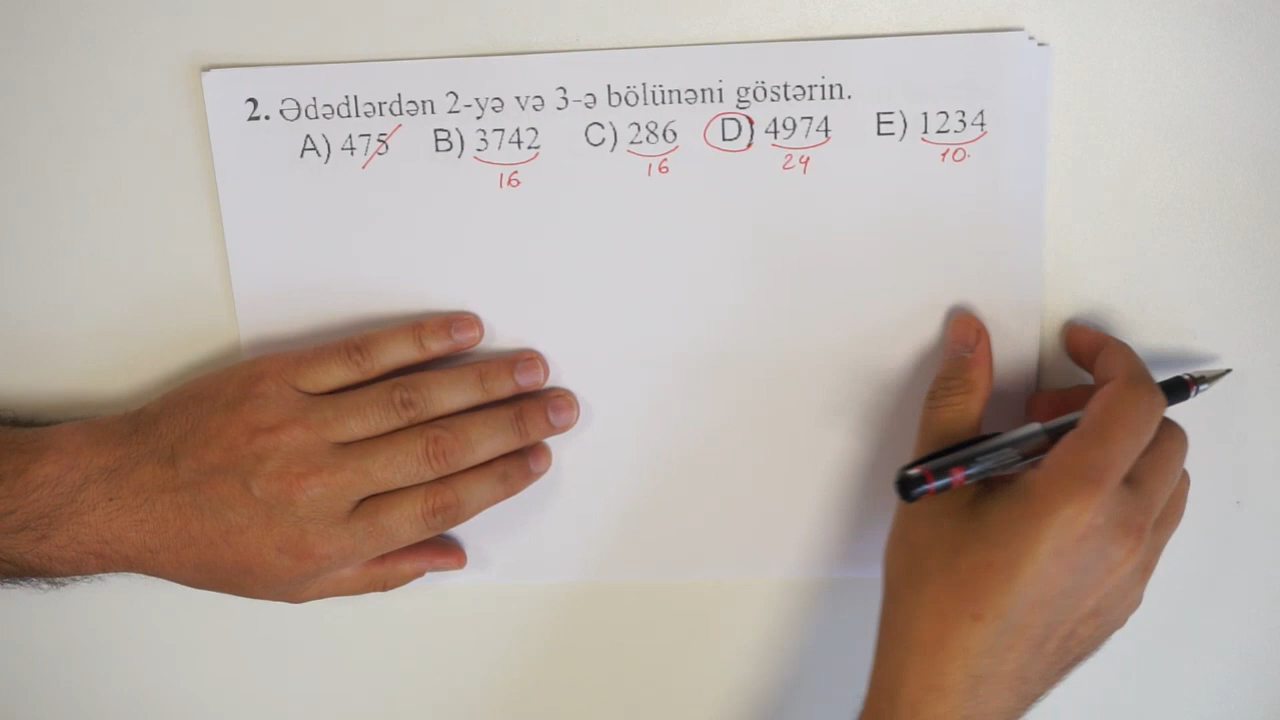 2. Ədədlərdən 2-yə və 3-ə bölünəni göstərin.
A) 475 B) 3742 C) 286 D) 4974 E) 1234
16 16 24 10.